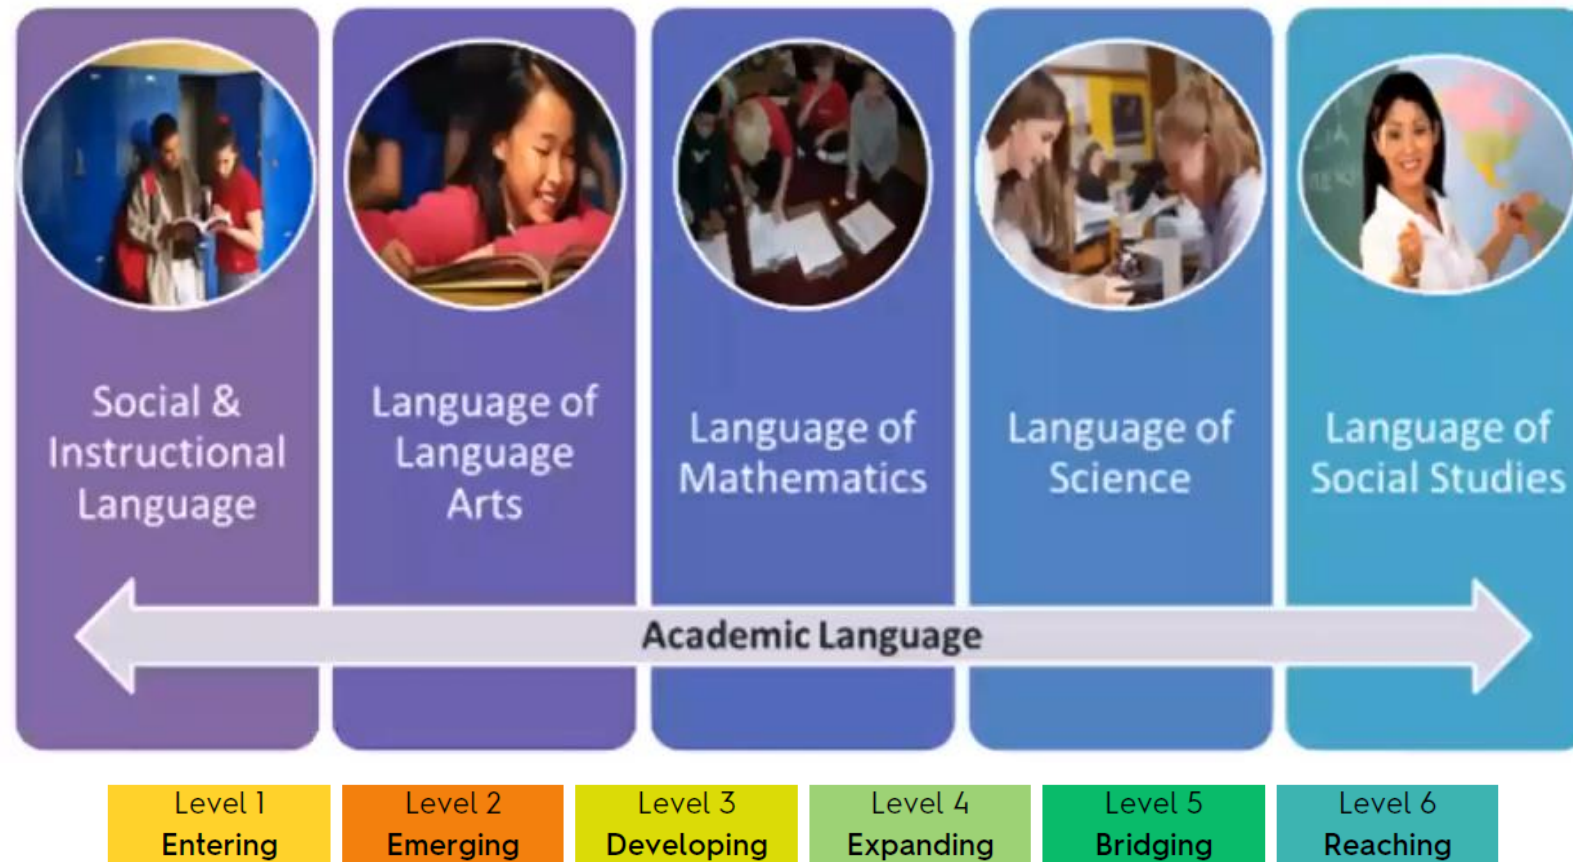 Social &
Instructional
Language
Language of
Language
Arts
Language of
Mathematics
Language of
Science
Language of
Social Studies
Academic Language
Level 1
Entering
Level 2
Emerging
Level 3
Developing
Level 4
Expanding
Level 5
Bridging
Level 6
Reaching